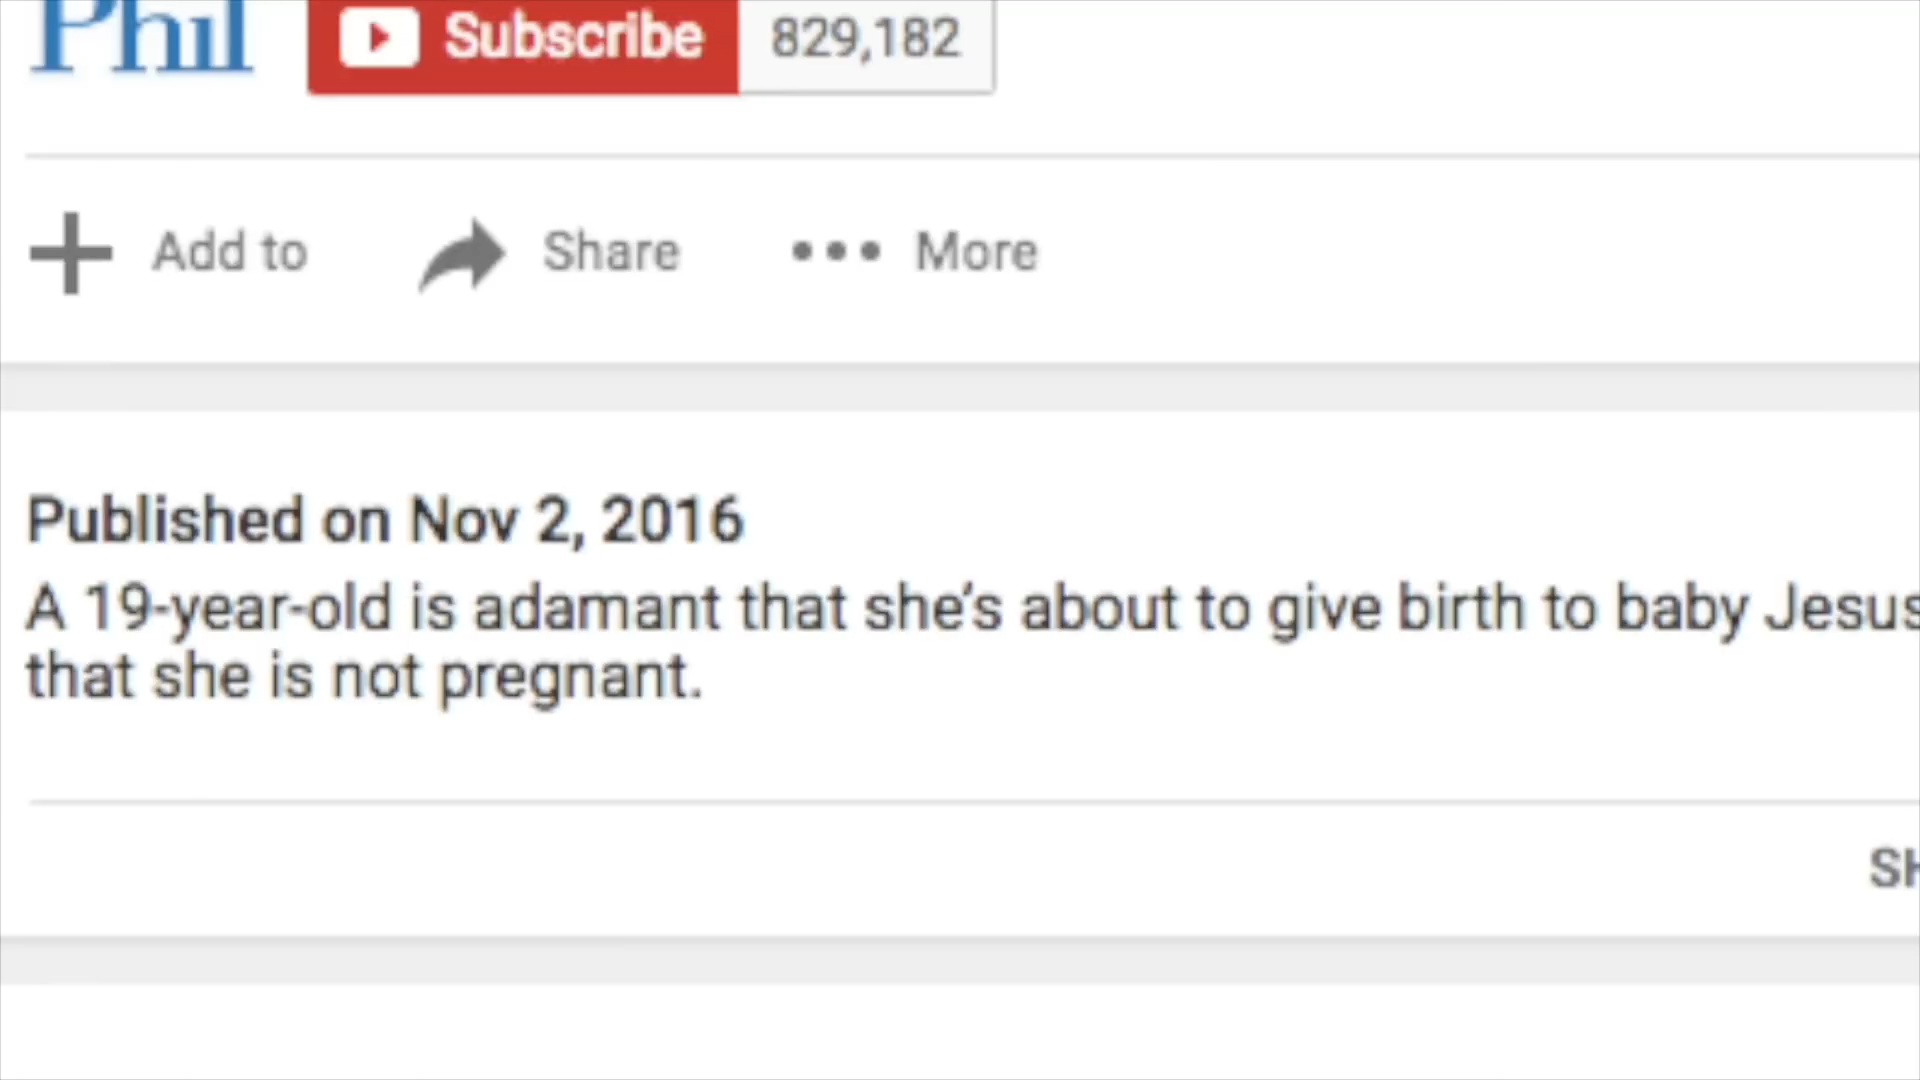 Phil
Subscribe 829,182
Add to Share More
Published on Nov 2, 2016
A 19-year-old is adamant that she's about to give birth to baby Jesus
that she is not pregnant.
SH